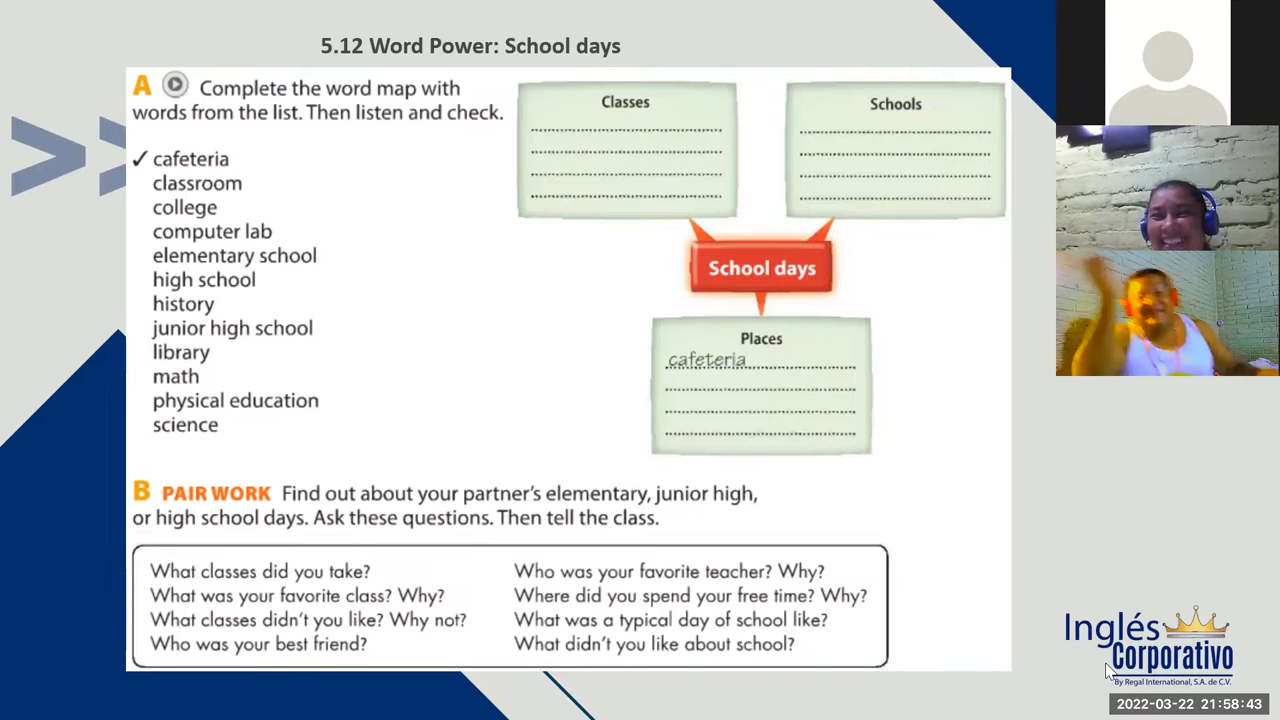 5.12 Word Power: School days
A Complete the word map with
words from the list. Then listen and check.
✓ cafeteria
classroom
college
computer lab
elementary school
high school
history
junior high school
library
math
physical education
science
Classes
Schools
School days
Places
cafeteria
B PAIR WORK Find out about your partner's elementary, junior high,
or high school days. Ask these questions. Then tell the class.
What classes did you take?
What was your favorite class? Why?
What classes didn't you like? Why not?
Who was your best friend?
Who was your favorite teacher? Why?
Where did you spend your free time? Why?
What was a typical day of school like?
What didn't you like about school?
Inglés
Corporativo
By Regal International, S.A. de C.V.
2022-03-22 21:58:43